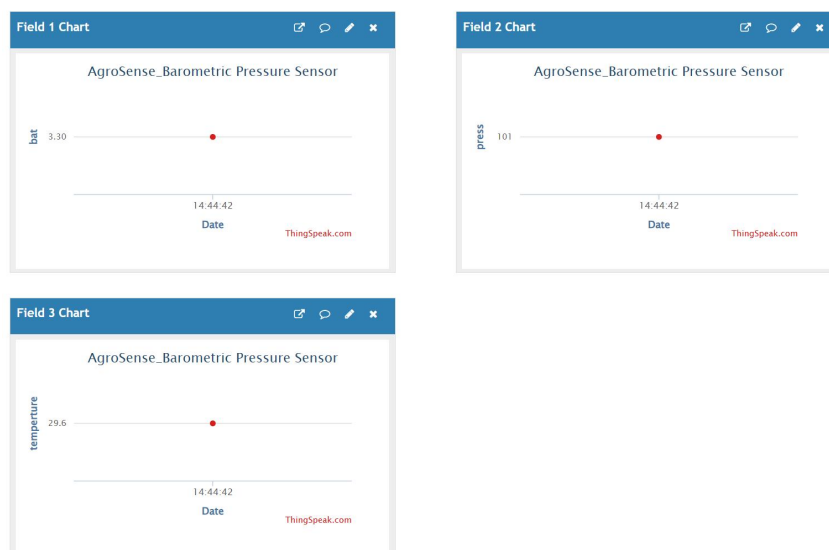 Field 1 Chart
AgroSense_Barometric Pressure Sensor
bat
3.30
14:44:42
Date
ThingSpeak.com
Field 2 Chart
AgroSense_Barometric Pressure Sensor
press
101
14:44:42
Date
ThingSpeak.com
Field 3 Chart
AgroSense_Barometric Pressure Sensor
temperture
29.6
14:44:42
Date
ThingSpeak.com